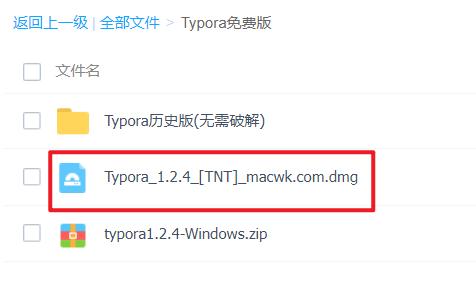 返回上一级 | 全部文件 > Typora免费版
文件名
Typora历史版(无需破解)
Typora_1.2.4_[TNT]_macwk.com.dmg
typora1.2.4-Windows.zip